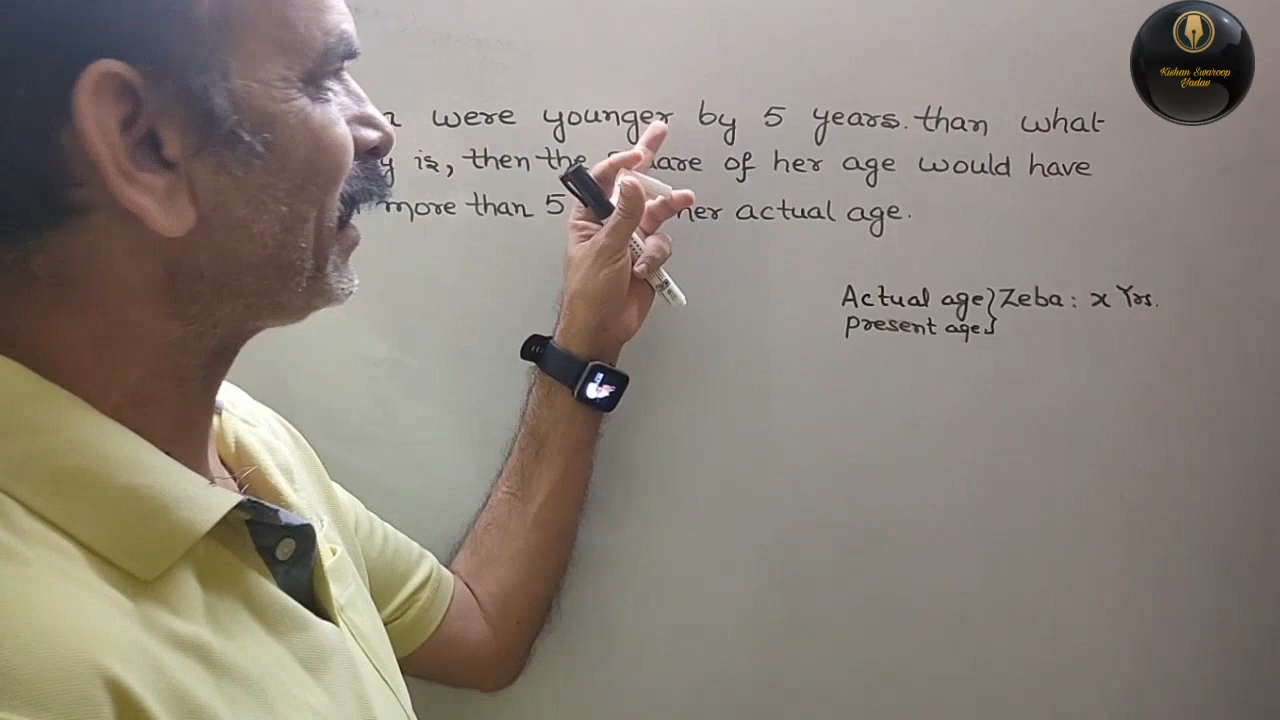 were younger by 5 years. than what
is, then the of her age would have
more than 5 her actual age.
Actual age} Zeba: x Yrs.
Present age}
Kishan Swaroop
Yadav